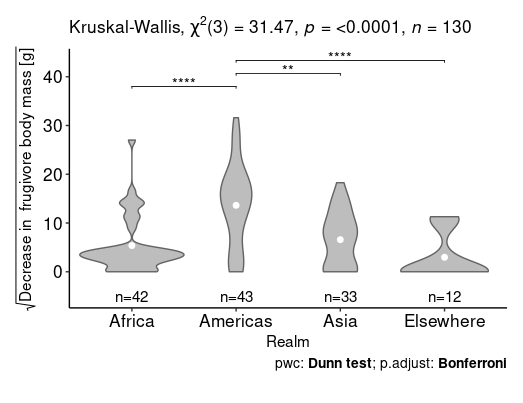 Kruskal-Wallis, χ²(3) = 31.47, p = <0.0001, n = 130
√Decrease in frugivore body mass [g]
****
**
****
40
30
20
10
0
n=42 n=43 n=33 n=12
Africa Americas Asia Elsewhere
Realm
pwc: Dunn test; p.adjust: Bonferroni